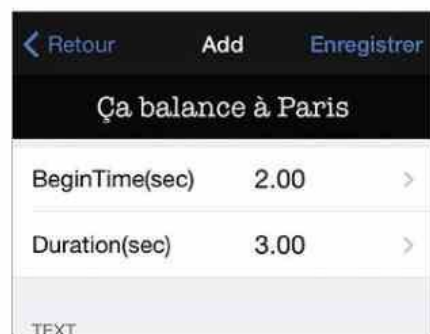 Retour Add Enregistrer
Ça balance à Paris
BeginTime(sec) 2.00
Duration(sec) 3.00
TEXT